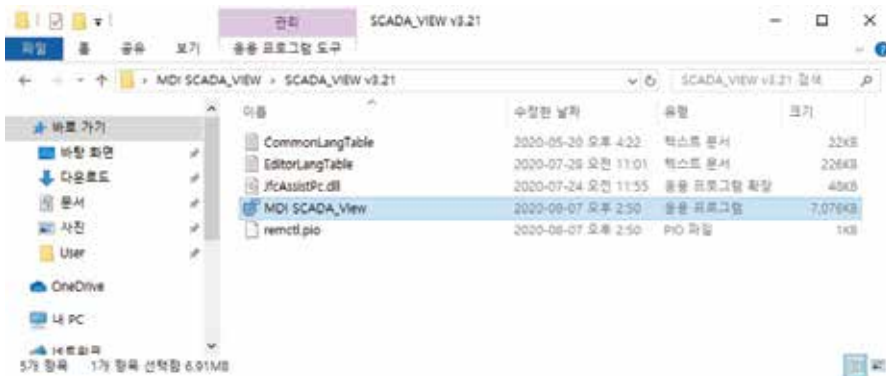 관리
SCADA_VIEW v3.21
파일 홈 공유 보기 응용 프로그램 도구
MDI SCADA_VIEW › SCADA_VIEW v3.21
SCADA_VIEW v3.21 검색
이름 수정한 날짜 유형 크기
바로 가기
바탕 화면
다운로드
문서
사진
User
OneDrive
내 PC
네트워크
CommonLangTable 2020-05-20 오후 4:22 텍스트 문서 32KB
EditorLangTable 2020-07-28 오전 11:01 텍스트 문서 226KB
JfcAssistPc.dll 2020-07-24 오전 11:55 응용 프로그램 확장 48KB
MDI SCADA_View 2020-08-07 오후 2:50 응용 프로그램 7,076KB
remctl.pio 2020-08-07 오후 2:50 PIO 파일 1KB
5개 항목 1개 항목 선택함 6.91MB